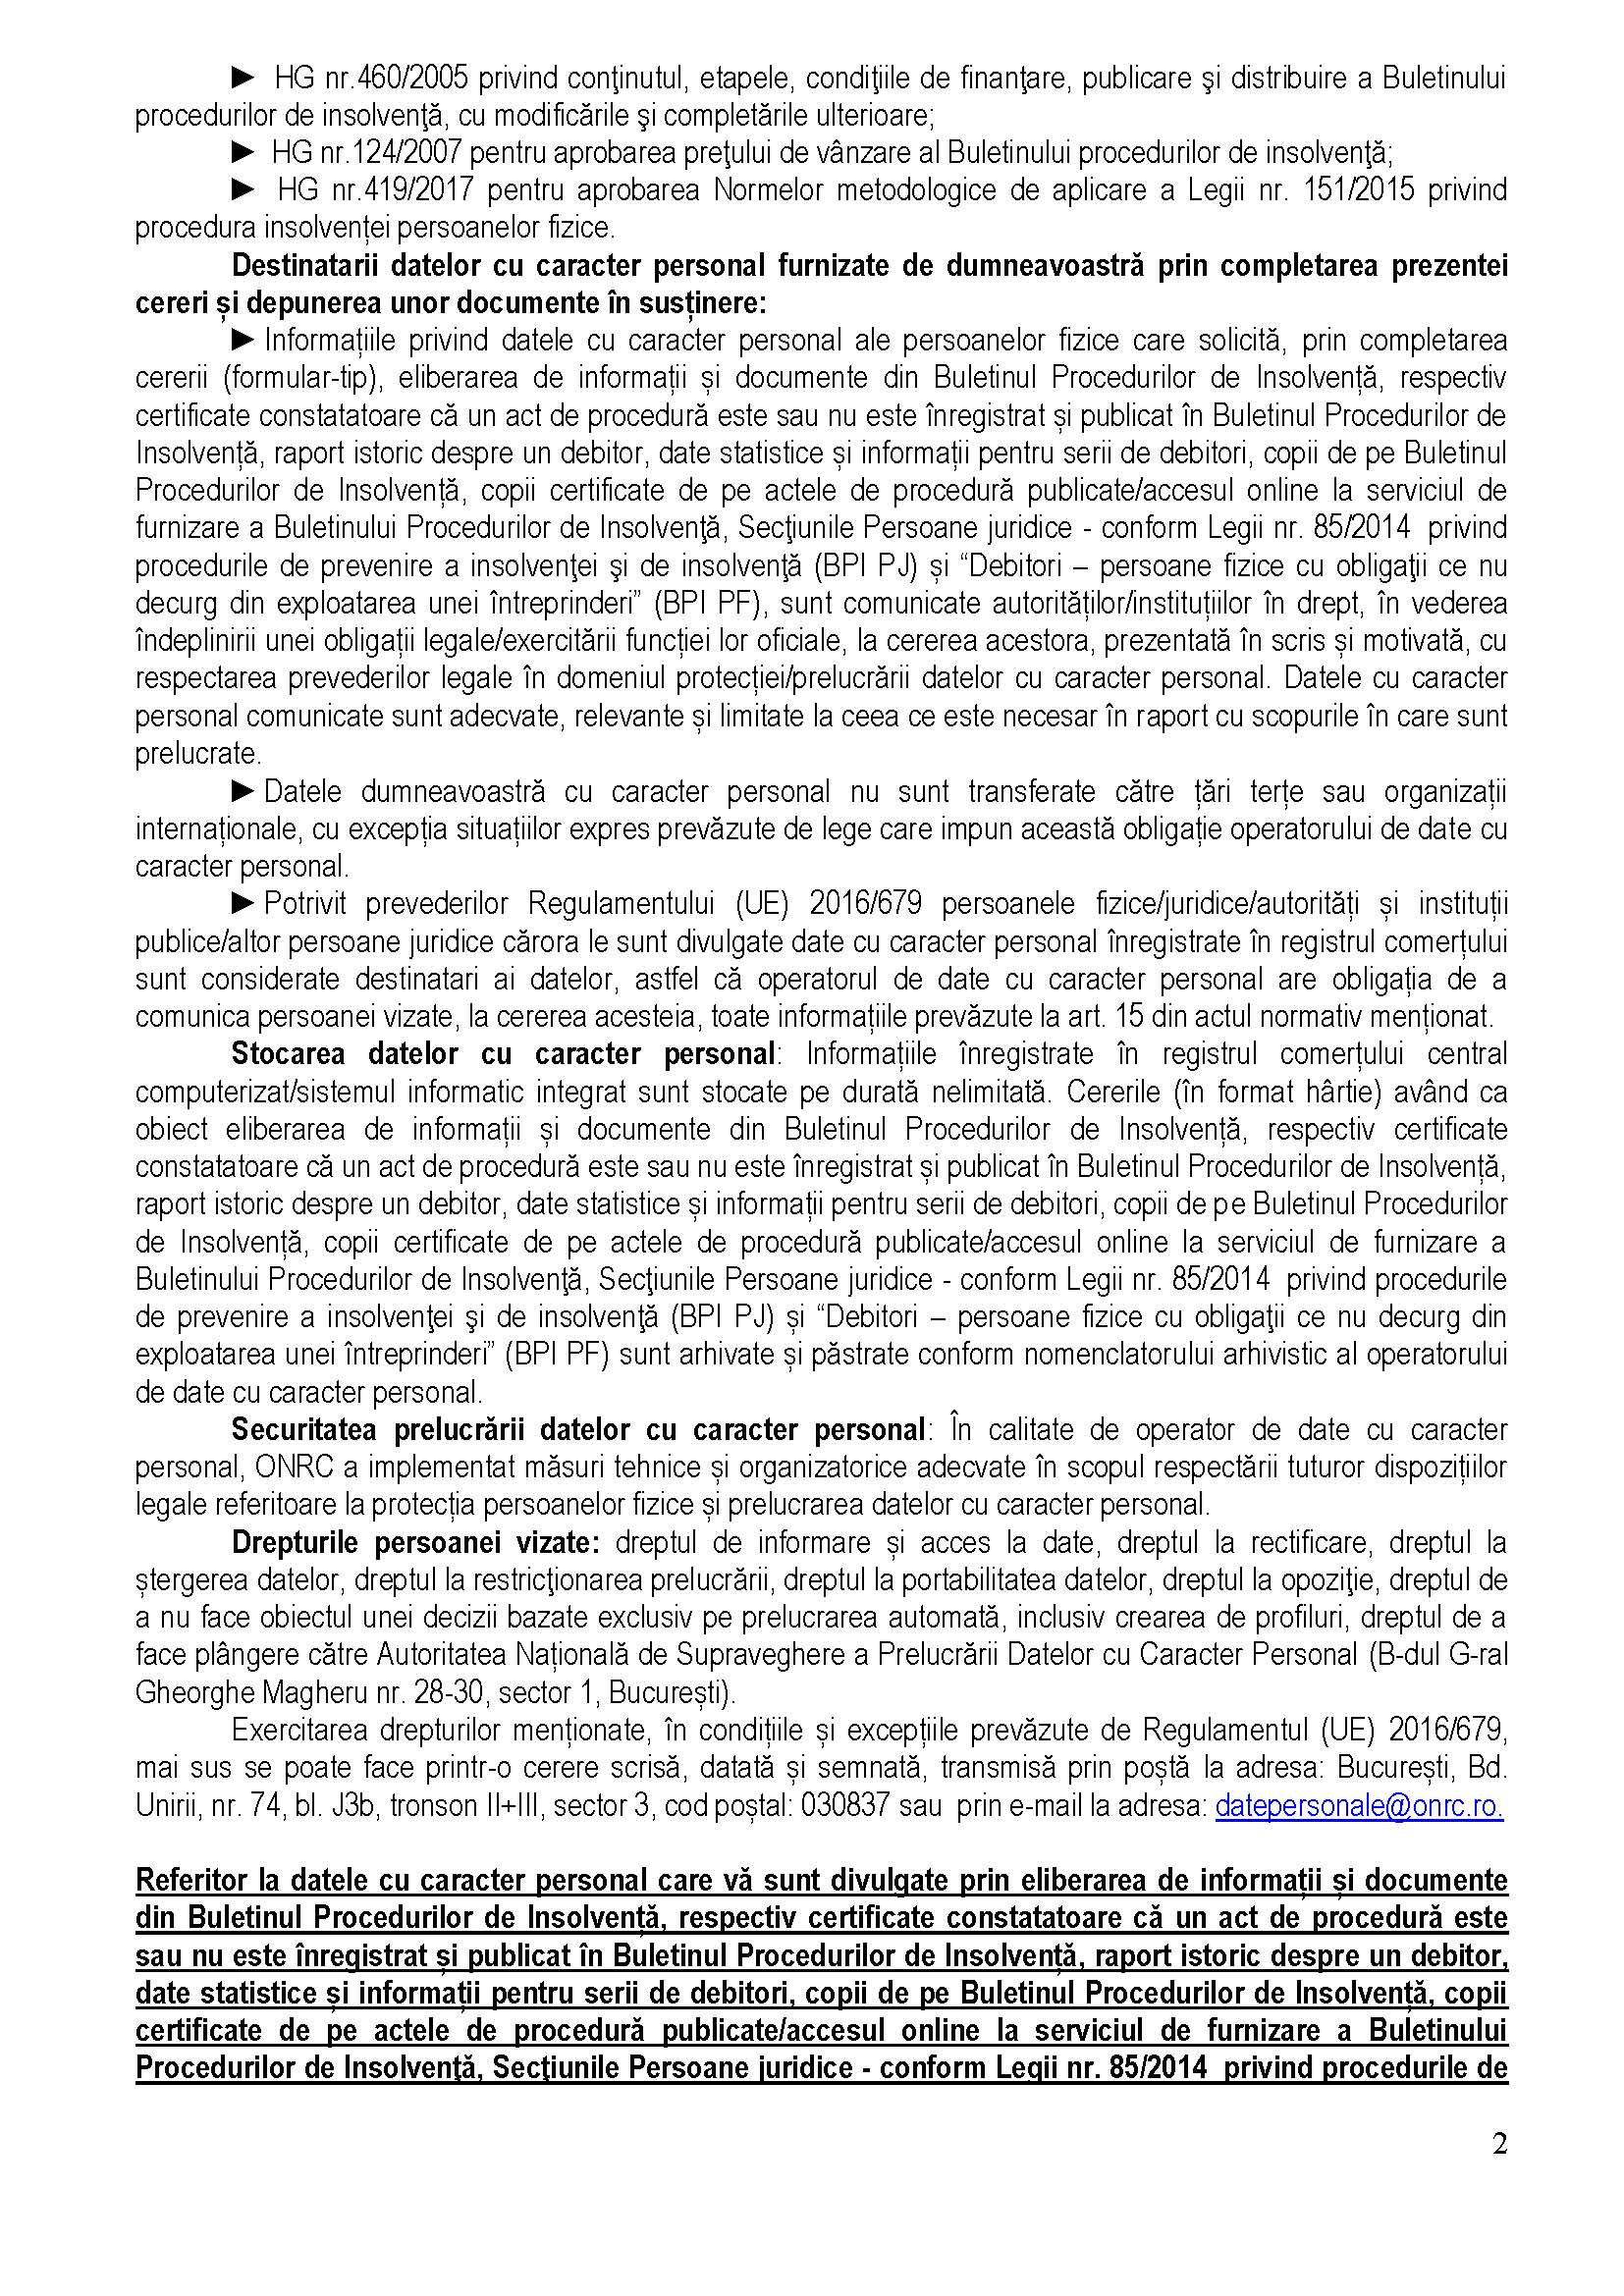 ► HG nr.460/2005 privind conţinutul, etapele, condiţiile de finanţare, publicare şi distribuire a Buletinului
procedurilor de insolvenţă, cu modificările şi completările ulterioare;
► HG nr.124/2007 pentru aprobarea preţului de vânzare al Buletinului procedurilor de insolvenţă;
► HG nr.419/2017 pentru aprobarea Normelor metodologice de aplicare a Legii nr. 151/2015 privind
procedura insolvenței persoanelor fizice.
Destinatarii datelor cu caracter personal furnizate de dumneavoastră prin completarea prezentei
cereri și depunerea unor documente în susținere:
► Informațiile privind datele cu caracter personal ale persoanelor fizice care solicită, prin completarea
cererii (formular-tip), eliberarea de informații și documente din Buletinul Procedurilor de Insolvență, respectiv
certificate constatatoare că un act de procedură este sau nu este înregistrat și publicat în Buletinul Procedurilor de
Insolvență, raport istoric despre un debitor, date statistice și informații pentru serii de debitori, copii de pe Buletinul
Procedurilor de Insolvență, copii certificate de pe actele de procedură publicate/accesul online la serviciul de
furnizare a Buletinului Procedurilor de Insolvenţă, Secţiunile Persoane juridice - conform Legii nr. 85/2014 privind
procedurile de prevenire a insolvenţei şi de insolvenţă (BPI PJ) și “Debitori – persoane fizice cu obligaţii ce nu
decurg din exploatarea unei întreprinderi” (BPI PF), sunt comunicate autorităților/instituțiilor în drept, în vederea
îndeplinirii unei obligații legale/exercitării funcției lor oficiale, la cererea acestora, prezentată în scris și motivată, cu
respectarea prevederilor legale în domeniul protecției/prelucrării datelor cu caracter personal. Datele cu caracter
personal comunicate sunt adecvate, relevante și limitate la ceea ce este necesar în raport cu scopurile în care sunt
prelucrate.
► Datele dumneavoastră cu caracter personal nu sunt transferate către țări terțe sau organizații
internaționale, cu excepția situațiilor expres prevăzute de lege care impun această obligație operatorului de date cu
caracter personal.
► Potrivit prevederilor Regulamentului (UE) 2016/679 persoanele fizice/juridice/autorități și instituții
publice/altor persoane juridice cărora le sunt divulgate date cu caracter personal înregistrate în registrul comerțului
sunt considerate destinatari ai datelor, astfel că operatorul de date cu caracter personal are obligația de a
comunica persoanei vizate, la cererea acesteia, toate informațiile prevăzute la art. 15 din actul normativ menționat.
Stocarea datelor cu caracter personal: Informațiile înregistrate în registrul comerțului central
computerizat/sistemul informatic integrat sunt stocate pe durată nelimitată. Cererile (în format hârtie) având ca
obiect eliberarea de informații și documente din Buletinul Procedurilor de Insolvență, respectiv certificate
constatatoare că un act de procedură este sau nu este înregistrat și publicat în Buletinul Procedurilor de Insolvență,
raport istoric despre un debitor, date statistice și informații pentru serii de debitori, copii de pe Buletinul Procedurilor
de Insolvență, copii certificate de pe actele de procedură publicate/accesul online la serviciul de furnizare a
Buletinului Procedurilor de Insolvenţă, Secţiunile Persoane juridice - conform Legii nr. 85/2014 privind procedurile
de prevenire a insolvenţei şi de insolvenţă (BPI PJ) și “Debitori – persoane fizice cu obligaţii ce nu decurg din
exploatarea unei întreprinderi” (BPI PF) sunt arhivate și păstrate conform nomenclatorului arhivistic al operatorului
de date cu caracter personal.
Securitatea prelucrării datelor cu caracter personal: În calitate de operator de date cu caracter
personal, ONRC a implementat măsuri tehnice și organizatorice adecvate în scopul respectării tuturor dispozițiilor
legale referitoare la protecția persoanelor fizice și prelucrarea datelor cu caracter personal.
Drepturile persoanei vizate: dreptul de informare și acces la date, dreptul la rectificare, dreptul la
ștergerea datelor, dreptul la restricţionarea prelucrării, dreptul la portabilitatea datelor, dreptul la opoziţie, dreptul de
a nu face obiectul unei decizii bazate exclusiv pe prelucrarea automată, inclusiv crearea de profiluri, dreptul de a
face plângere către Autoritatea Națională de Supraveghere a Prelucrării Datelor cu Caracter Personal (B-dul G-ral
Gheorghe Magheru nr. 28-30, sector 1, București).
Exercitarea drepturilor menționate, în condițiile și excepțiile prevăzute de Regulamentul (UE) 2016/679,
mai sus se poate face printr-o cerere scrisă, datată și semnată, transmisă prin poștă la adresa: București, Bd.
Unirii, nr. 74, bl. J3b, tronson II+III, sector 3, cod poștal: 030837 sau prin e-mail la adresa: datepersonale@onrc.ro.
Referitor la datele cu caracter personal care vă sunt divulgate prin eliberarea de informații și documente
din Buletinul Procedurilor de Insolvență, respectiv certificate constatatoare că un act de procedură este
sau nu este înregistrat și publicat în Buletinul Procedurilor de Insolvență, raport istoric despre un debitor,
date statistice și informații pentru serii de debitori, copii de pe Buletinul Procedurilor de Insolvență, copii
certificate de pe actele de procedură publicate/accesul online la serviciul de furnizare a Buletinului
Procedurilor de Insolvenţă, Secţiunile Persoane juridice - conform Legii nr. 85/2014 privind procedurile de
2